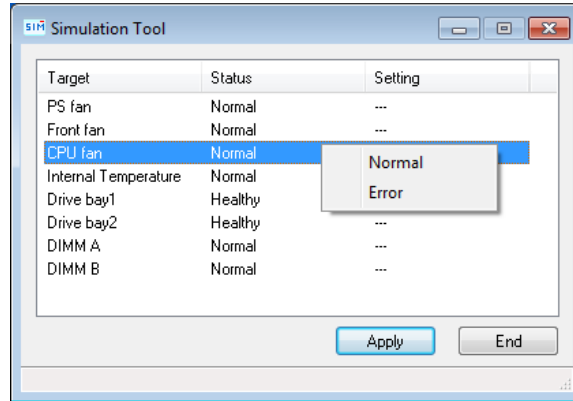 SIM Simulation Tool
Target Status Setting
PS fan Normal ---
Front fan Normal ---
CPU fan Normal
Normal
Error
Internal Temperature Normal
Drive bay1 Healthy
Drive bay2 Healthy ---
DIMM A Normal ---
DIMM B Normal ---
Apply End